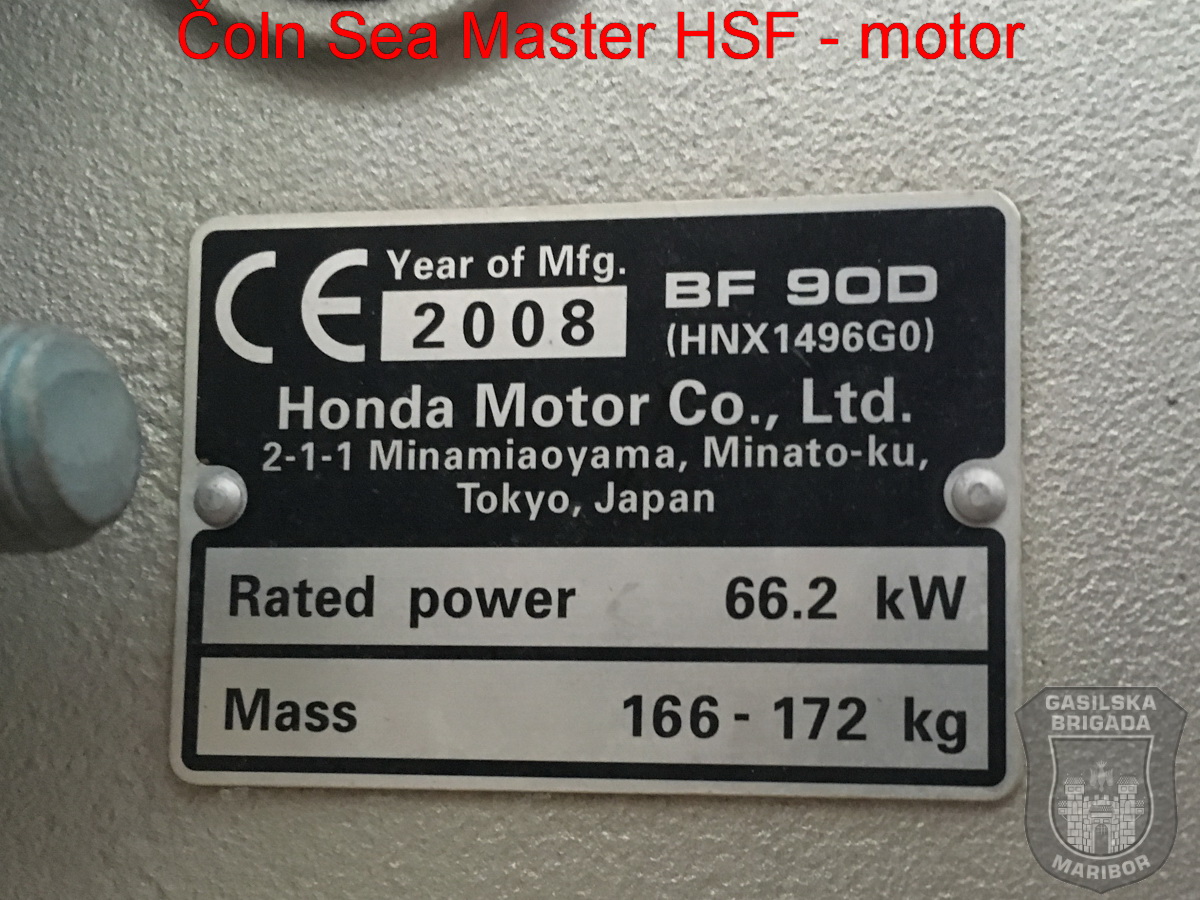 Čoln Sea Master HSF - motor
CE Year of Mfg.
2008
BF 90D
(HNX1496G0)
Honda Motor Co., Ltd.
2-1-1 Minamiaoyama, Minato-ku,
Tokyo, Japan
Rated power 66.2 kW
Mass 166 - 172 kg
GASILSKA
BRIGADA
MARIBOR